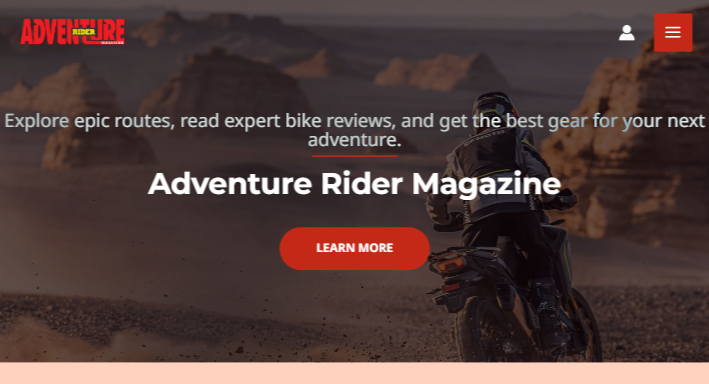 ADVENTURE
RIDER
MAGAZINE
Explore epic routes, read expert bike reviews, and get the best gear for your next
adventure.
Adventure Rider Magazine
LEARN MORE